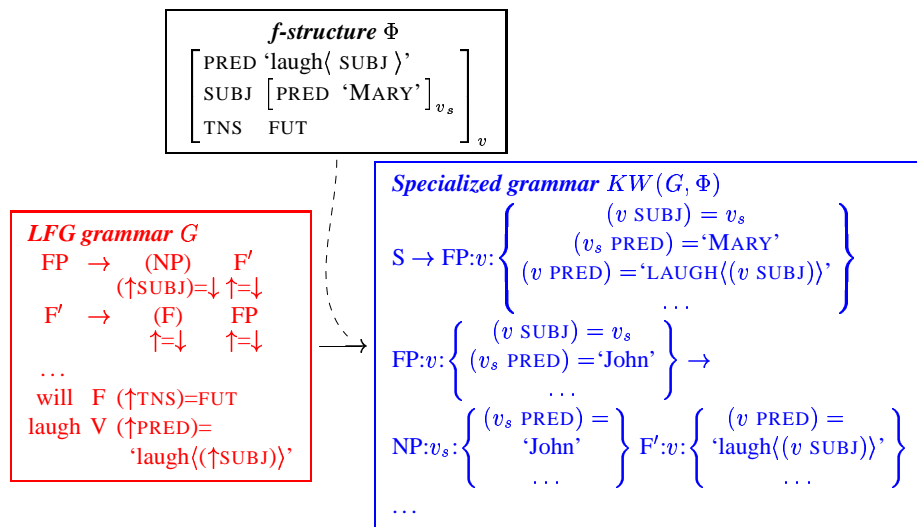 f-structure Φ
PRED ‘laugh⟨ SUBJ ⟩’
SUBJ [PRED ‘MARY’]vs
TNS FUT
v
Specialized grammar KW(G, Φ)
(v SUBJ) = vs
(vs PRED) =‘MARY’
S → FP:v:
(v PRED) =‘LAUGH⟨(v SUBJ)⟩’
...
LFG grammar G
FP → (NP) F′
(↑SUBJ)=↓ ↑=↓
F′ → (F) FP
↑=↓ ↑=↓
...
will F (↑TNS)=FUT
laugh V (↑PRED)=
‘laugh⟨(↑SUBJ)⟩’
(v SUBJ) = vs
FP:v: (vs PRED) =‘John’ →
...
(vs PRED) = (v PRED) =
NP:vs: ‘John’ F':v: ‘laugh⟨(v SUBJ)⟩’
... ...
...